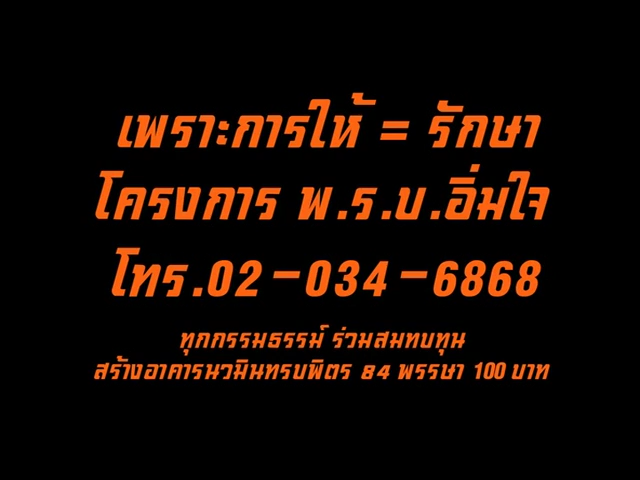 เพราะการให้ = รักษา
โครงการ พ.ร.บ.อิ่มใจ
โทร.02-034-6868
ทุกกรรมธรรม์ ร่วมสมทบทุน
สร้างอาคารนวมินทรบพิตร 84 พรรษา 100 บาท